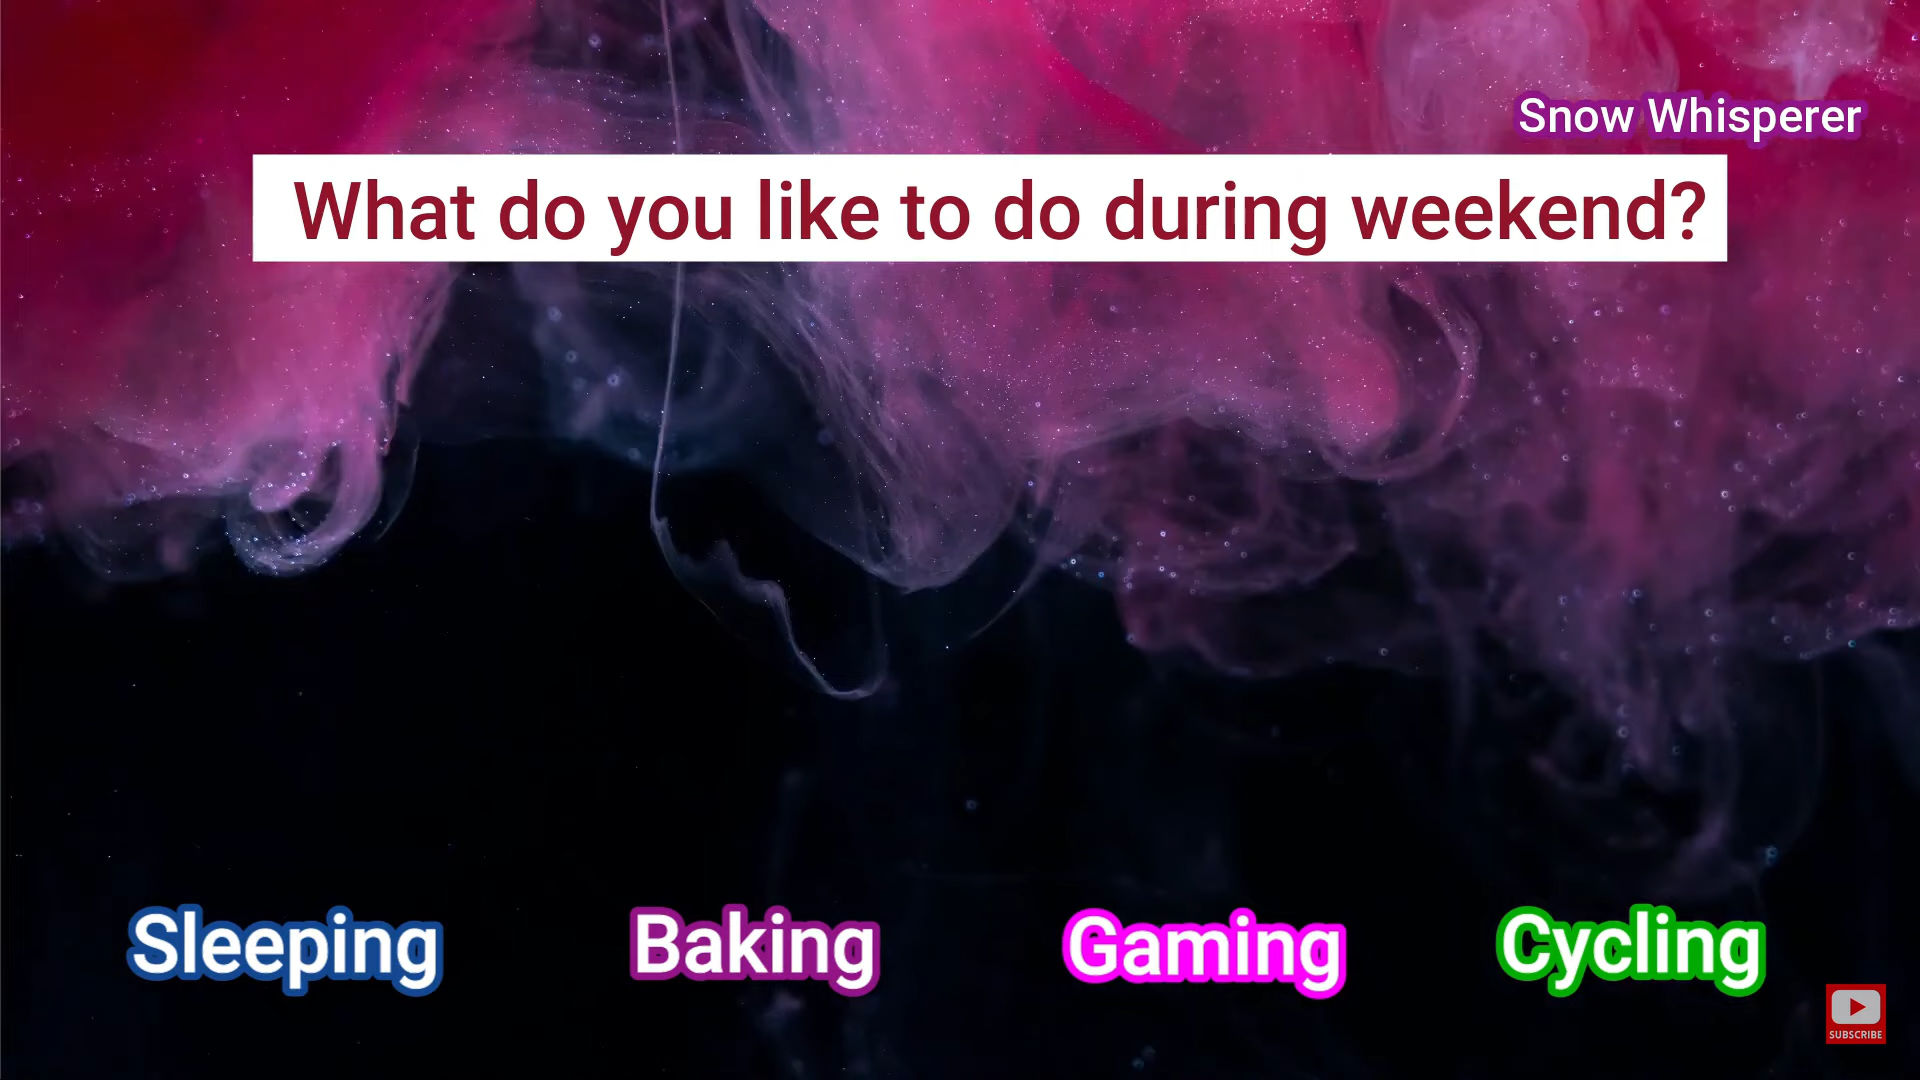 Snow Whisperer
What do you like to do during weekend?
Sleeping
Baking
Gaming
Cycling
SUBSCRIBE